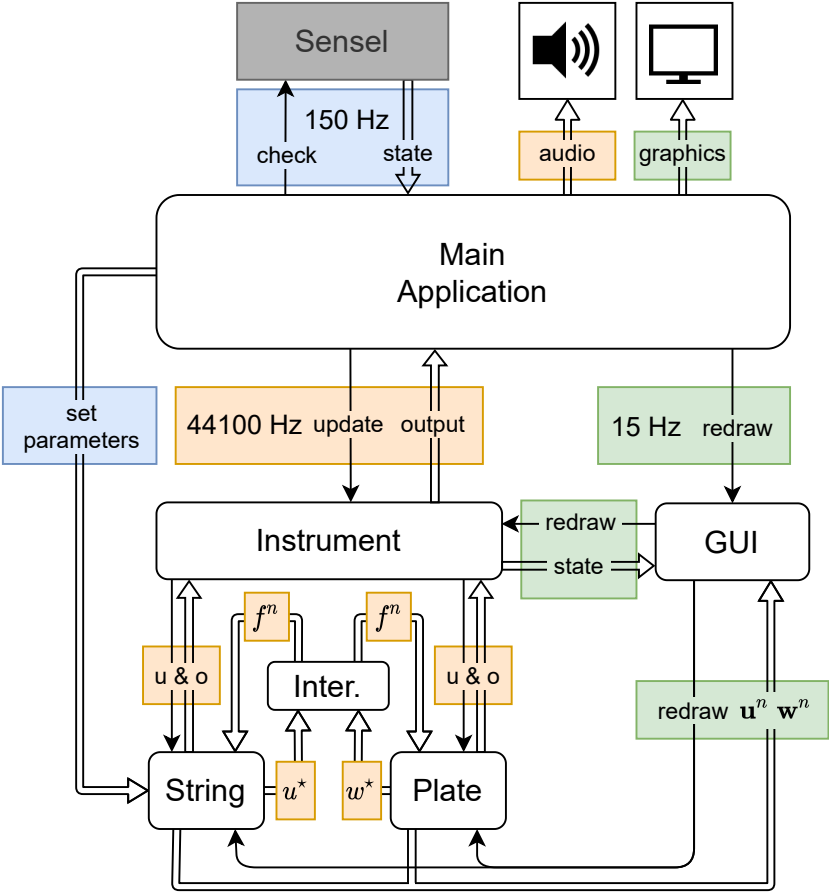 Sensel
150 Hz
check
state
audio
graphics
Main
Application
set
parameters
44100 Hz update output
15 Hz redraw
Instrument
redraw
state
GUI
fⁿ
fⁿ
u & o
u & o
Inter.
redraw 𝐮ⁿ 𝐰ⁿ
String
u⋆
w⋆
Plate